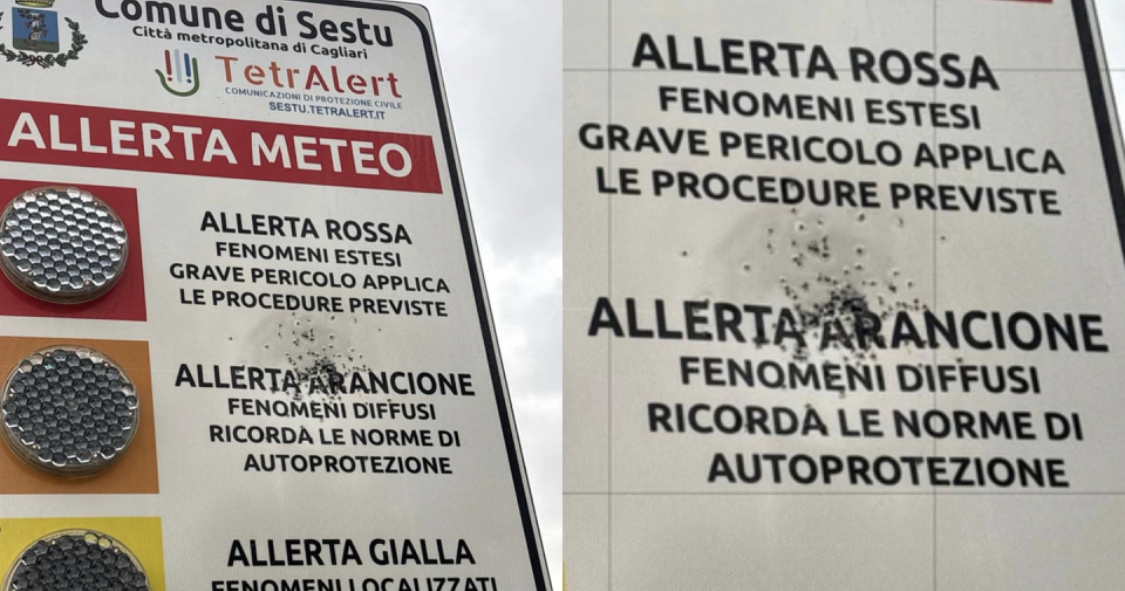 Comune di Sestu
Città metropolitana di Cagliari
TetrAlert
COMUNICAZIONI DI PROTEZIONE CIVILE
SESTU.TETRALERT.IT
ALLERTA METEO
ALLERTA ROSSA
FENOMENI ESTESI
GRAVE PERICOLO APPLICA
LE PROCEDURE PREVISTE
ALLERTA ARANCIONE
FENOMENI DIFFUSI
RICORDA LE NORME DI
AUTOPROTEZIONE
ALLERTA GIALLA
FENOMENI LOCALIZZATI
ALLERTA ROSSA
FENOMENI ESTESI
GRAVE PERICOLO APPLICA
LE PROCEDURE PREVISTE
ALLERTA ARANCIONE
FENOMENI DIFFUSI
RICORDA LE NORME DI
AUTOPROTEZIONE